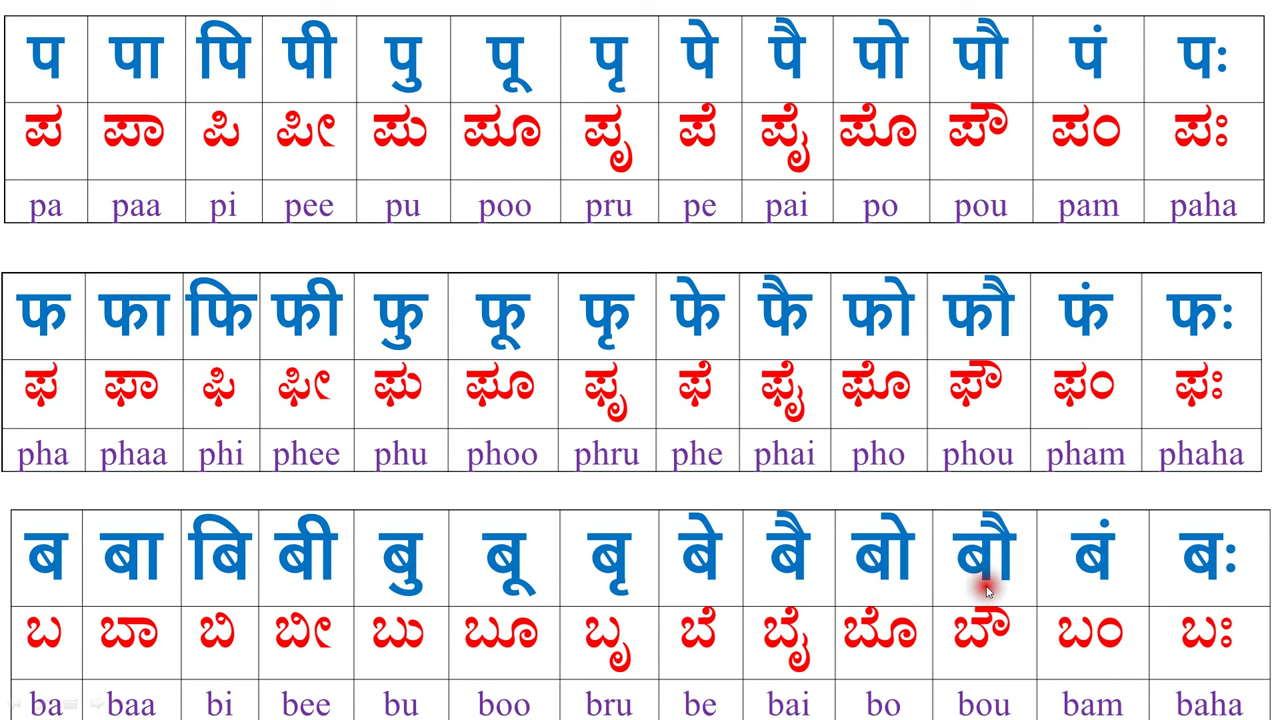 प पा पि पी पु पू पृ पे पै पो पौ पं पः
ಪ ಪಾ ಪಿ ಪೀ ಪು ಪೂ ಪೃ ಪೆ ಪೈ ಪೊ ಪೌ ಪಂ ಪಃ
pa paa pi pee pu poo pru pe pai po pou pam paha
फ फा फि फी फु फू फृ फे फै फो फौ फं फः
ಫ ಫಾ ಫಿ ಫೀ ಫು ಫೂ ಫೃ ಫೆ ಫೈ ಫೊ ಫೌ ಫಂ ಫಃ
pha phaa phi phee phu phoo phru phe phai pho phou pham phaha
ब बा बि बी बु बू बृ बे बै बो बौ बं बः
ಬ ಬಾ ಬಿ ಬೀ ಬು ಬೂ ಬೃ ಬೆ ಬೈ ಬೊ ಬೌ ಬಂ ಬಃ
ba baa bi bee bu boo bru be bai bo bou bam baha